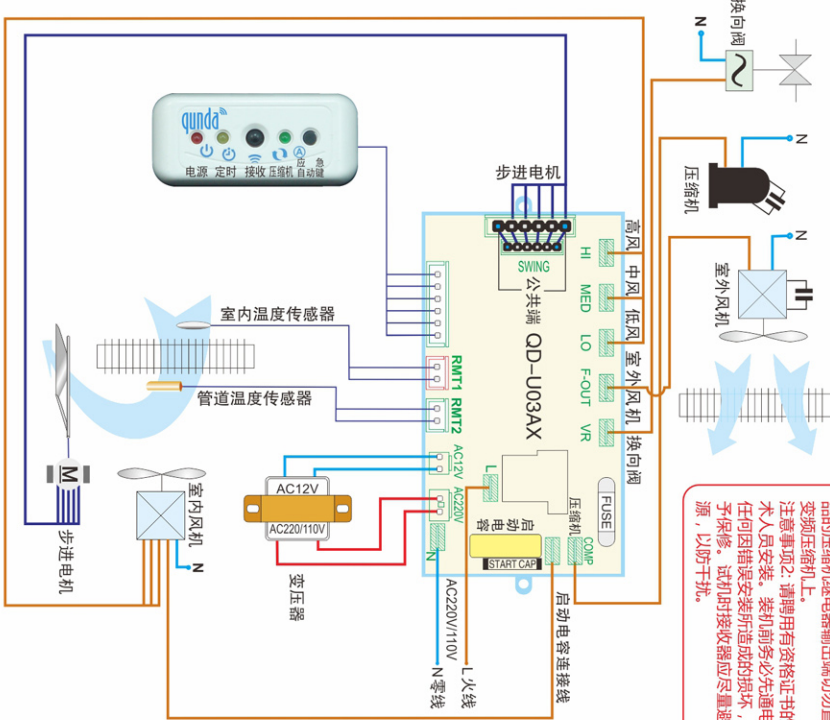 换向阀
N
N
压缩机
N
室外风机
qunda
电源 定时 接收 压缩机 应急
自动键
步进电机
SWING
公共端
QD-U03AX
高风 中风 低风 室外风机 换向阀
HI
MED
LO
F-OUT
VR
室内温度传感器
RMT1
管道温度传感器
RMT2
AC12V
AC220V
L
N
FUSE
压缩机
COMP
启动电容
START CAP
启动电容连接线
AC220V/110V
L火线
N零线
AC12V
AC220/110V
变压器
M
步进电机
室内风机
N
变频压缩机上。
注意事项2: 请聘用有资格证书的
术人员安装。装机前务必先通电
任何因错误安装所造成的损坏，
予保修。试机时接收器应尽量避
源，以防干扰。